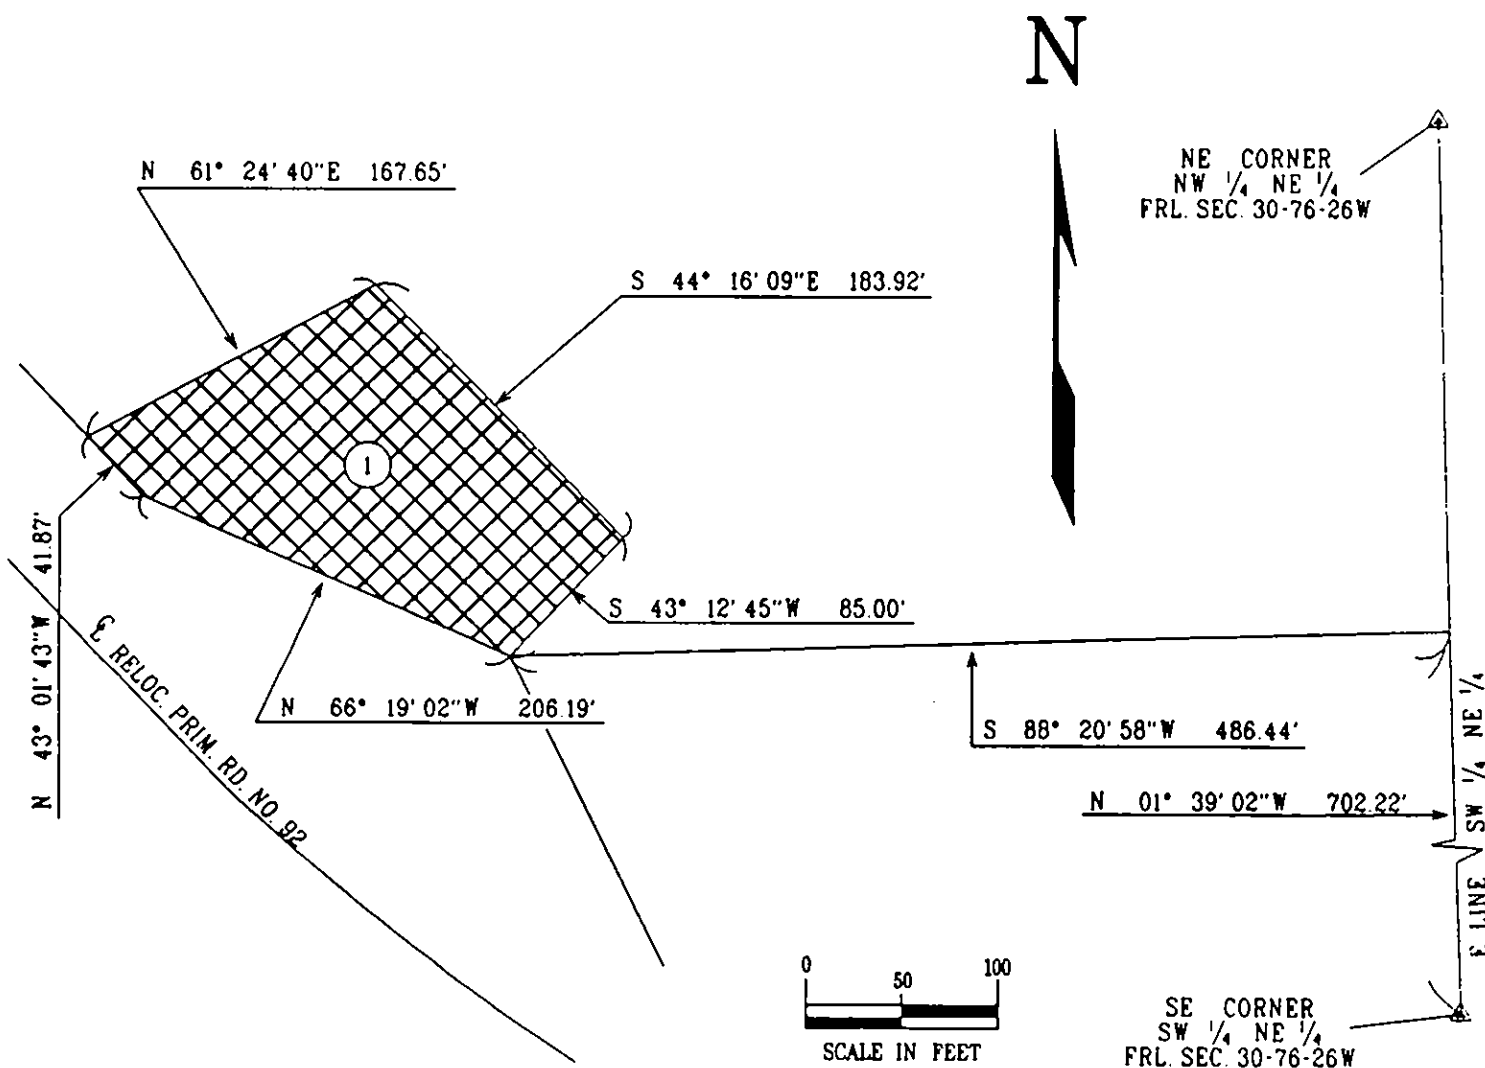 N
NE CORNER
NW 1/4 NE 1/4
FRL. SEC. 30-76-26W
N 61° 24' 40"E 167.65'
S 44° 16' 09"E 183.92'
1
N 43° 01' 43"W 41.87'
S 43° 12' 45"W 85.00'
℄ RELOC. PRIM. RD. NO. 92
N 66° 19' 02"W 206.19'
S 88° 20' 58"W 486.44'
N 01° 39' 02"W 702.22'
E LINE SW 1/4 NE 1/4
0 50 100
SCALE IN FEET
SE CORNER
SW 1/4 NE 1/4
FRL. SEC. 30-76-26W